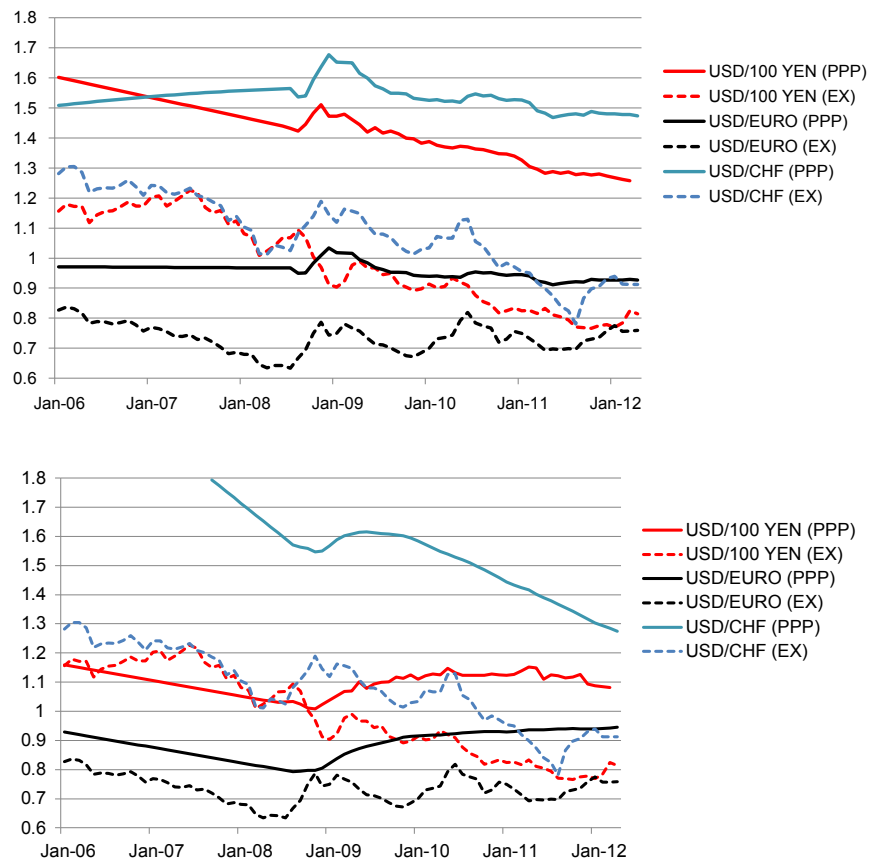 1.8
1.7
1.6
1.5
1.4
1.3
1.2
1.1
1
0.9
0.8
0.7
0.6
Jan-06 Jan-07 Jan-08 Jan-09 Jan-10 Jan-11 Jan-12
USD/100 YEN (PPP)
USD/100 YEN (EX)
USD/EURO (PPP)
USD/EURO (EX)
USD/CHF (PPP)
USD/CHF (EX)
1.8
1.7
1.6
1.5
1.4
1.3
1.2
1.1
1
0.9
0.8
0.7
0.6
Jan-06 Jan-07 Jan-08 Jan-09 Jan-10 Jan-11 Jan-12
USD/100 YEN (PPP)
USD/100 YEN (EX)
USD/EURO (PPP)
USD/EURO (EX)
USD/CHF (PPP)
USD/CHF (EX)